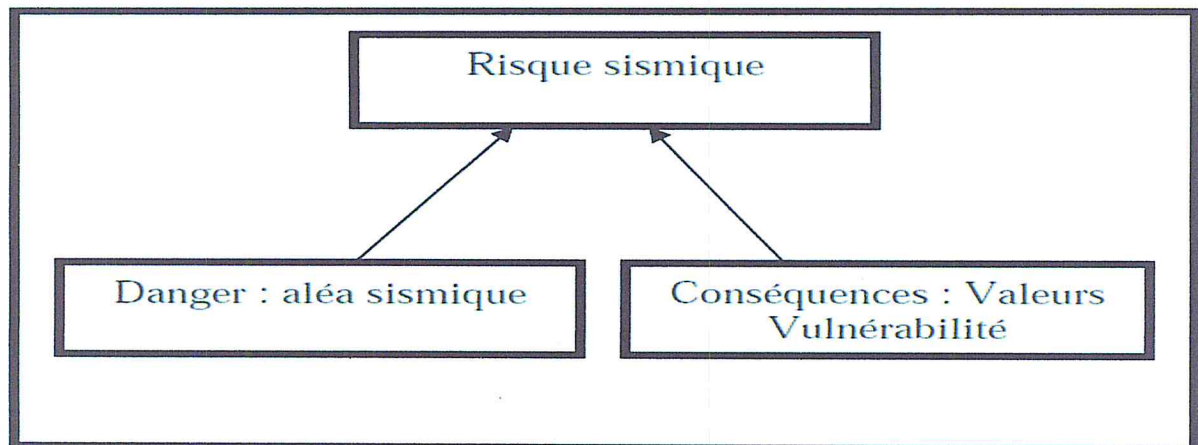 Risque sismique
Danger : aléa sismique
Conséquences : Valeurs
Vulnérabilité